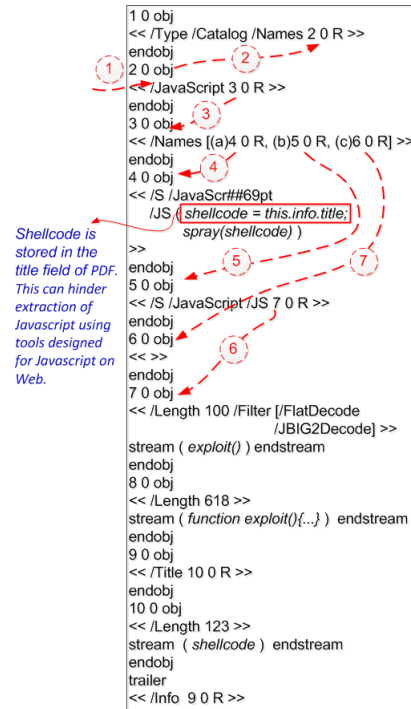 1 0 obj
<< /Type /Catalog /Names 2 0 R >>
endobj
2 0 obj
<< /JavaScript 3 0 R >>
endobj
3 0 obj
<< /Names [(a)4 0 R, (b)5 0 R, (c)6 0 R] >>
endobj
4 0 obj
<< /S /JavaScr##69pt
/JS ( shellcode = this.info.title;
spray(shellcode) )
>>
endobj
5 0 obj
<< /S /JavaScript /JS 7 0 R >>
endobj
6 0 obj
<< >>
endobj
7 0 obj
<< /Length 100 /Filter [/FlatDecode
/JBIG2Decode] >>
stream ( exploit() ) endstream
endobj
8 0 obj
<< /Length 618 >>
stream ( function exploit(){...} ) endstream
endobj
9 0 obj
<< /Title 10 0 R >>
endobj
10 0 obj
<< /Length 123 >>
stream ( shellcode ) endstream
endobj
trailer
<< /Info 9 0 R >>
1
2
3
4
5
7
6
Shellcode is
stored in the
title field of PDF.
This can hinder
extraction of
Javascript using
tools designed
for Javascript on
Web.